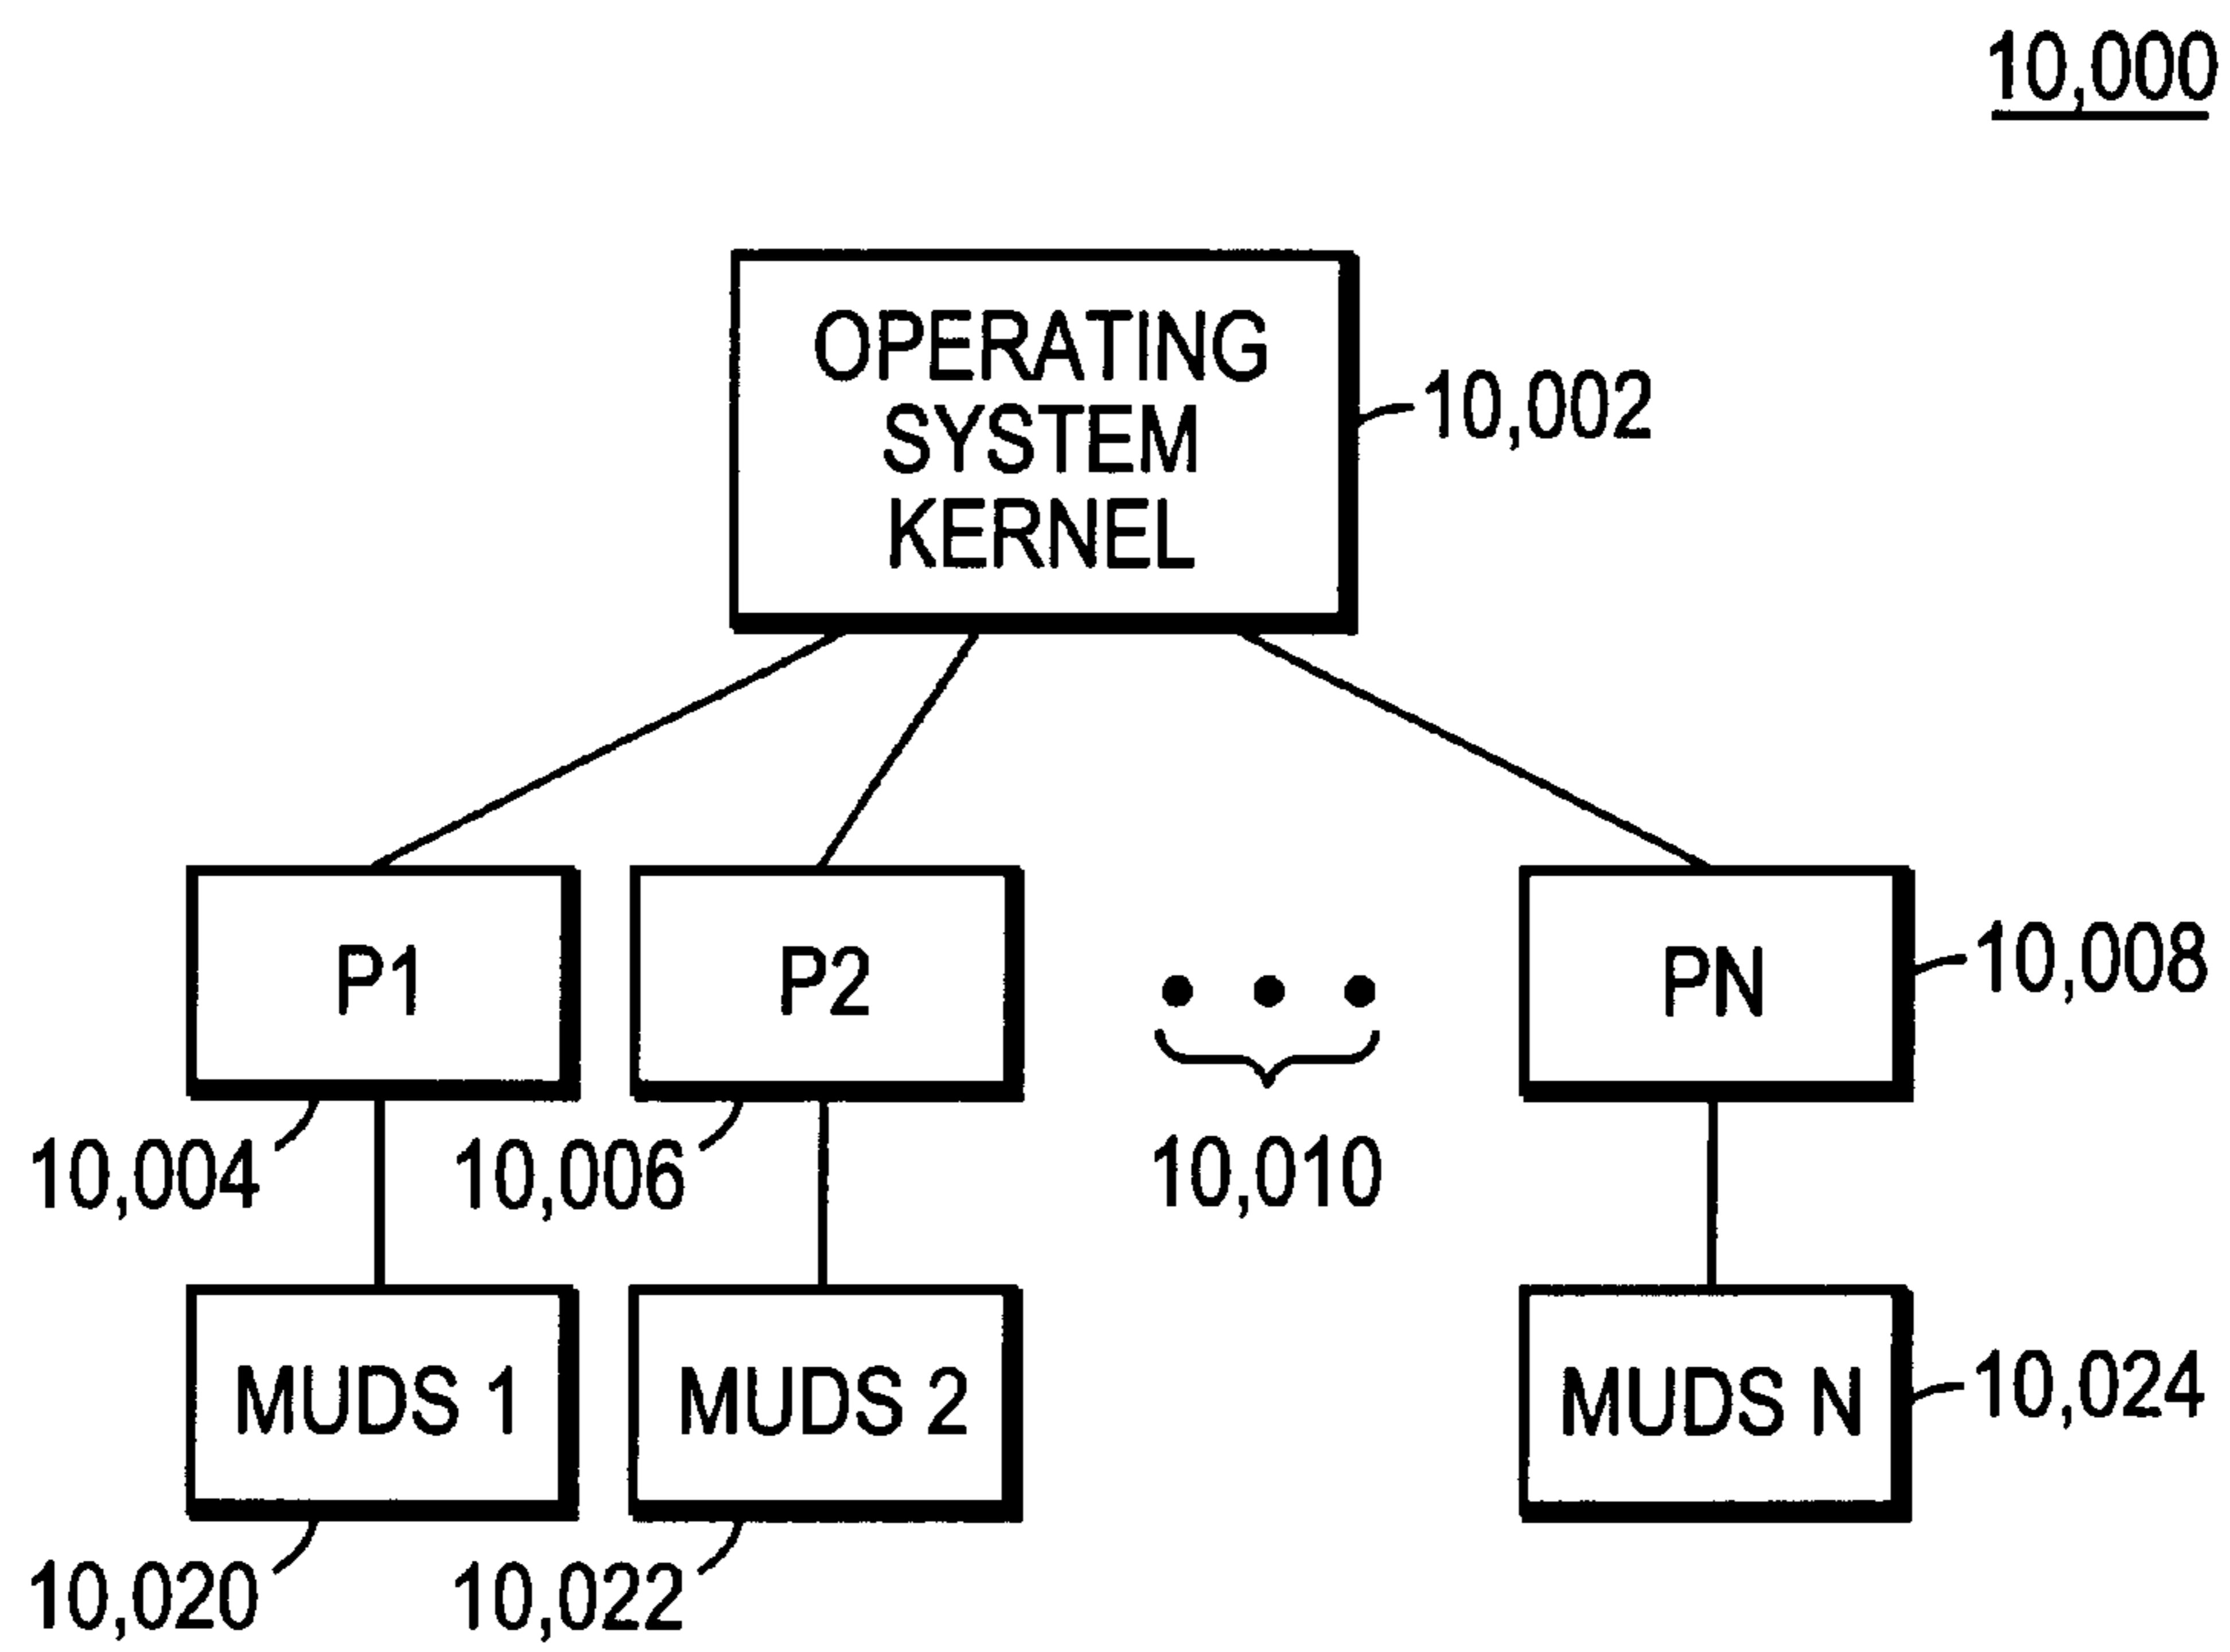 10,000
OPERATING
SYSTEM
KERNEL
10,002
P1
P2
PN
10,008
10,004
10,006
10,010
MUDS 1
MUDS 2
MUDS N
10,024
10,020
10,022